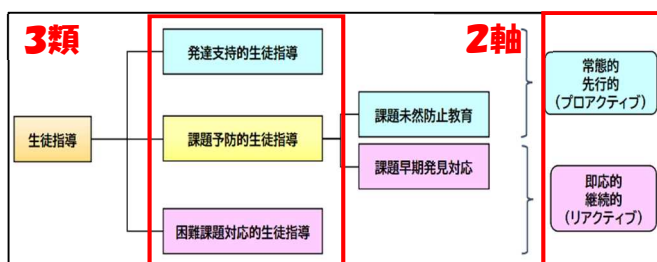 3類
2軸
発達支持的生徒指導
常態的
先行的
(プロアクティブ)
課題未然防止教育
生徒指導
課題予防的生徒指導
課題早期発見対応
即応的
継続的
(リアクティブ)
困難課題対応的生徒指導